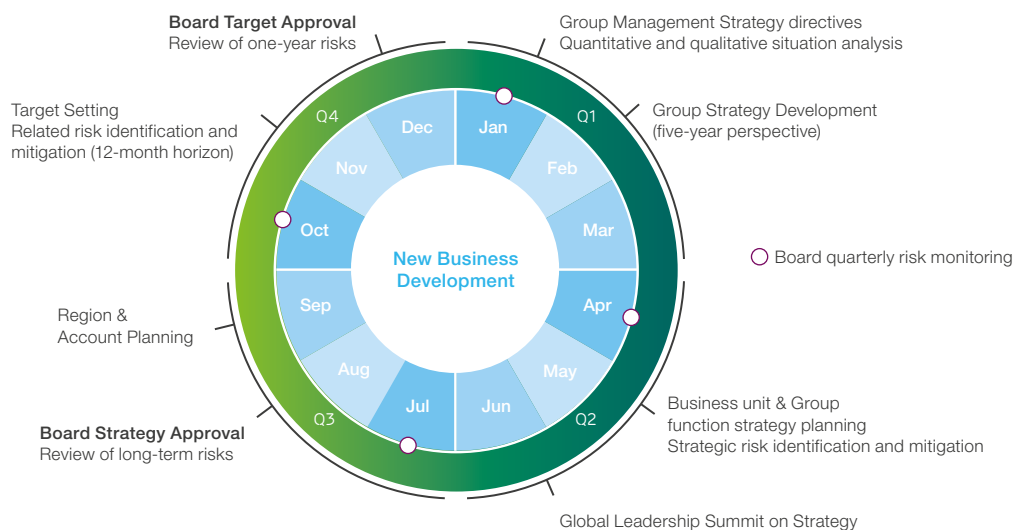 Board Target Approval
Review of one-year risks
Group Management Strategy directives
Quantitative and qualitative situation analysis
Target Setting
Related risk identification and
mitigation (12-month horizon)
Group Strategy Development
(five-year perspective)
Q4
Q1
Dec
Jan
Nov
Feb
Oct
Mar
New Business
Development
Board quarterly risk monitoring
Sep
Apr
Region &
Account Planning
Aug
May
Jul
Jun
Q3
Q2
Board Strategy Approval
Review of long-term risks
Business unit & Group
function strategy planning
Strategic risk identification and mitigation
Global Leadership Summit on Strategy